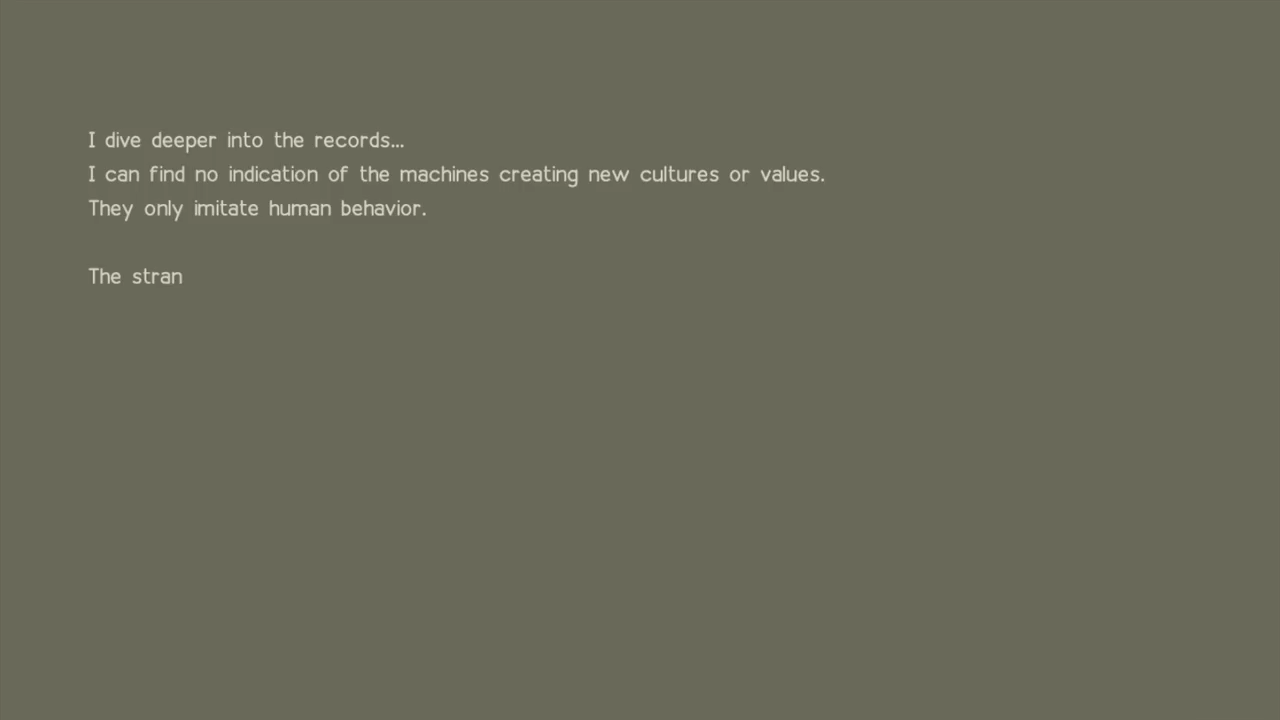 I dive deeper into the records...
I can find no indication of the machines creating new cultures or values.
They only imitate human behavior.
The stran